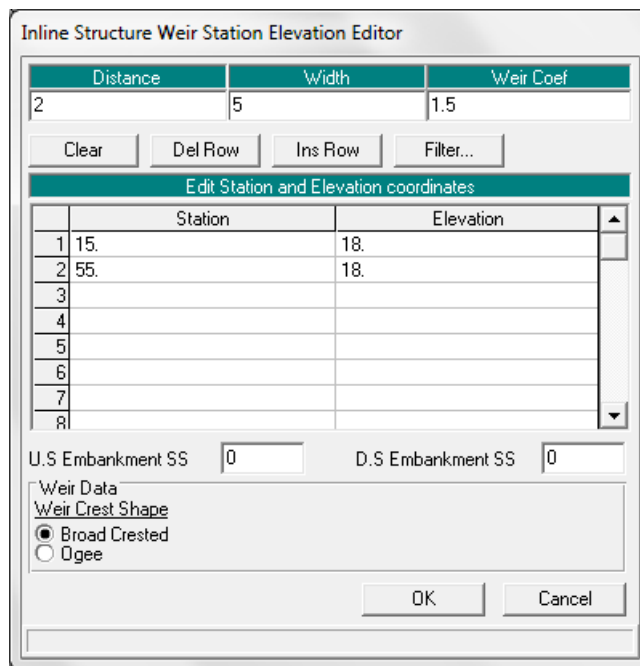 Inline Structure Weir Station Elevation Editor
Distance Width Weir Coef
2 5 1.5
Clear Del Row Ins Row Filter...
Edit Station and Elevation coordinates
Station Elevation
1 15. 18.
2 55. 18.
3
4
5
6
7
8
U.S Embankment SS 0 D.S Embankment SS 0
Weir Data
Weir Crest Shape
Broad Crested
Ogee
OK Cancel